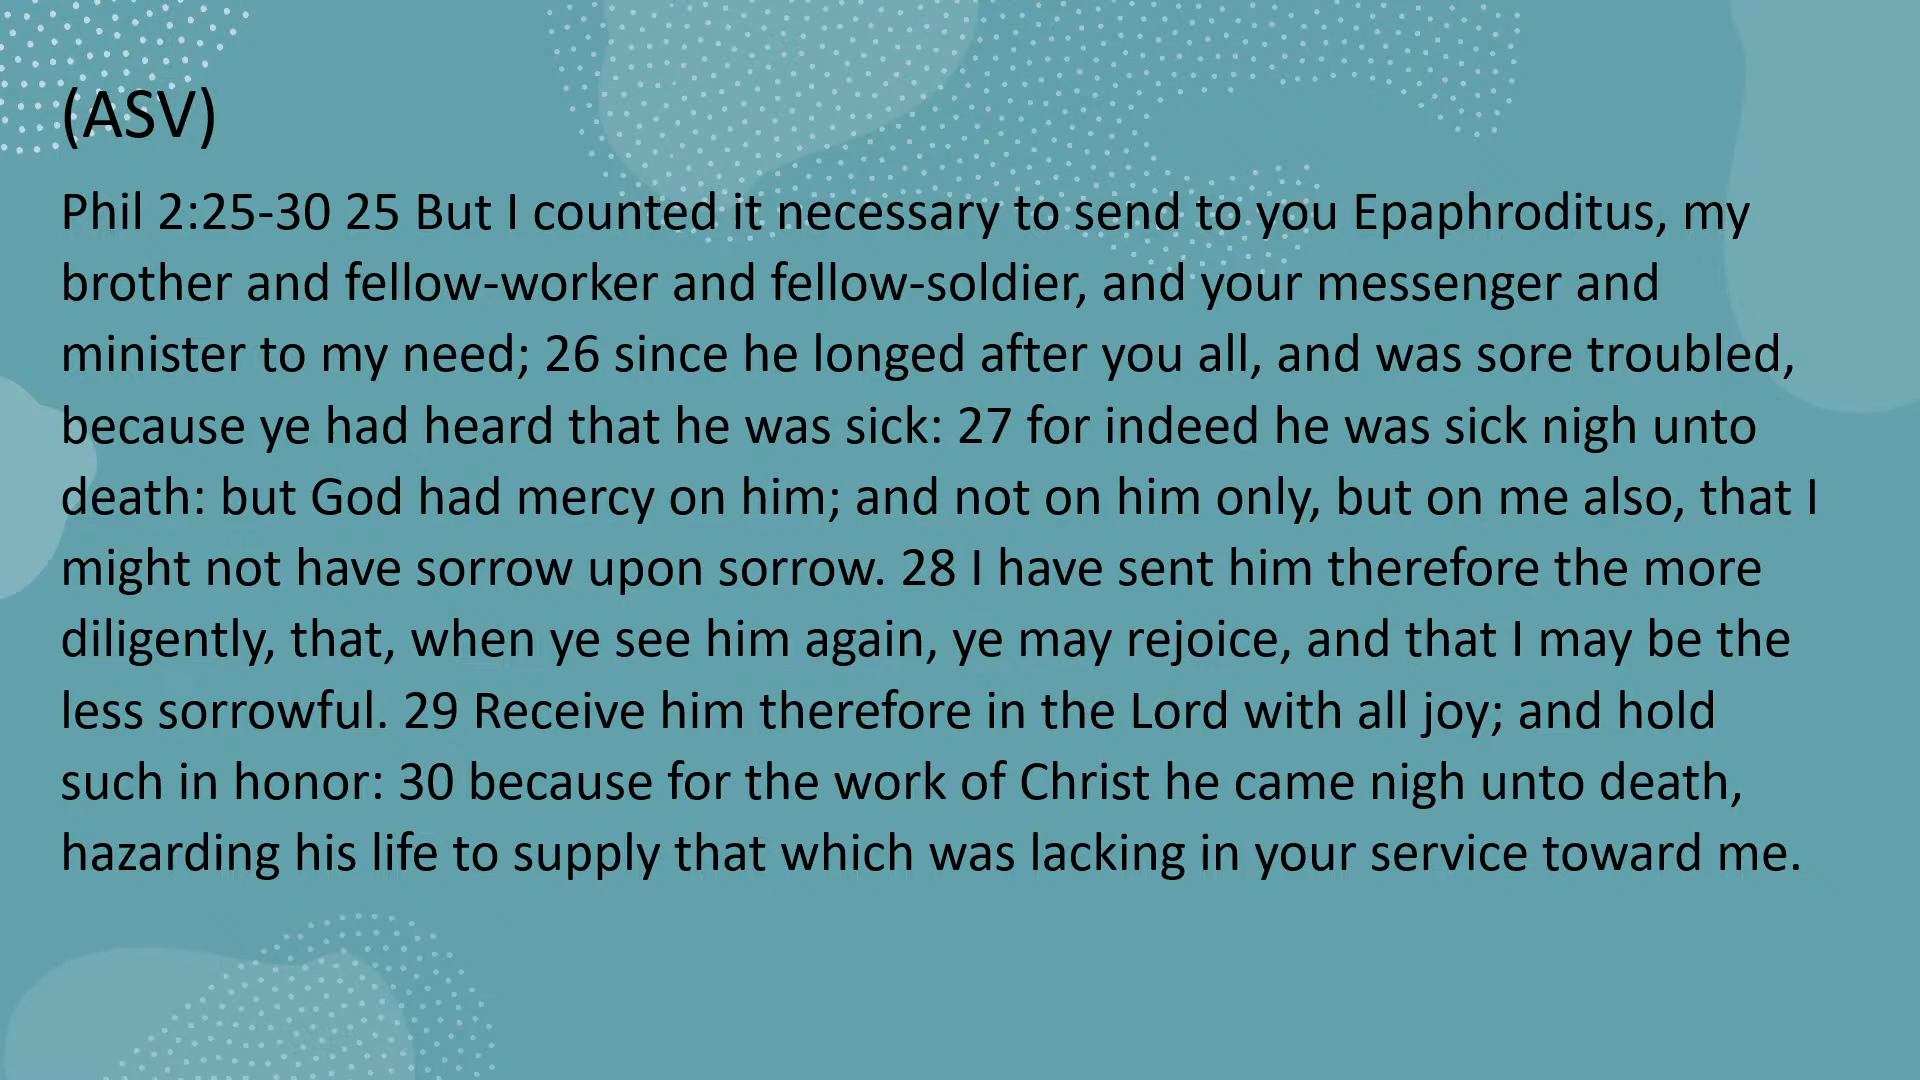 (ASV)
Phil 2:25-30 25 But I counted it necessary to send to you Epaphroditus, my
brother and fellow-worker and fellow-soldier, and your messenger and
minister to my need; 26 since he longed after you all, and was sore troubled,
because ye had heard that he was sick: 27 for indeed he was sick nigh unto
death: but God had mercy on him; and not on him only, but on me also, that I
might not have sorrow upon sorrow. 28 I have sent him therefore the more
diligently, that, when ye see him again, ye may rejoice, and that I may be the
less sorrowful. 29 Receive him therefore in the Lord with all joy; and hold
such in honor: 30 because for the work of Christ he came nigh unto death,
hazarding his life to supply that which was lacking in your service toward me.